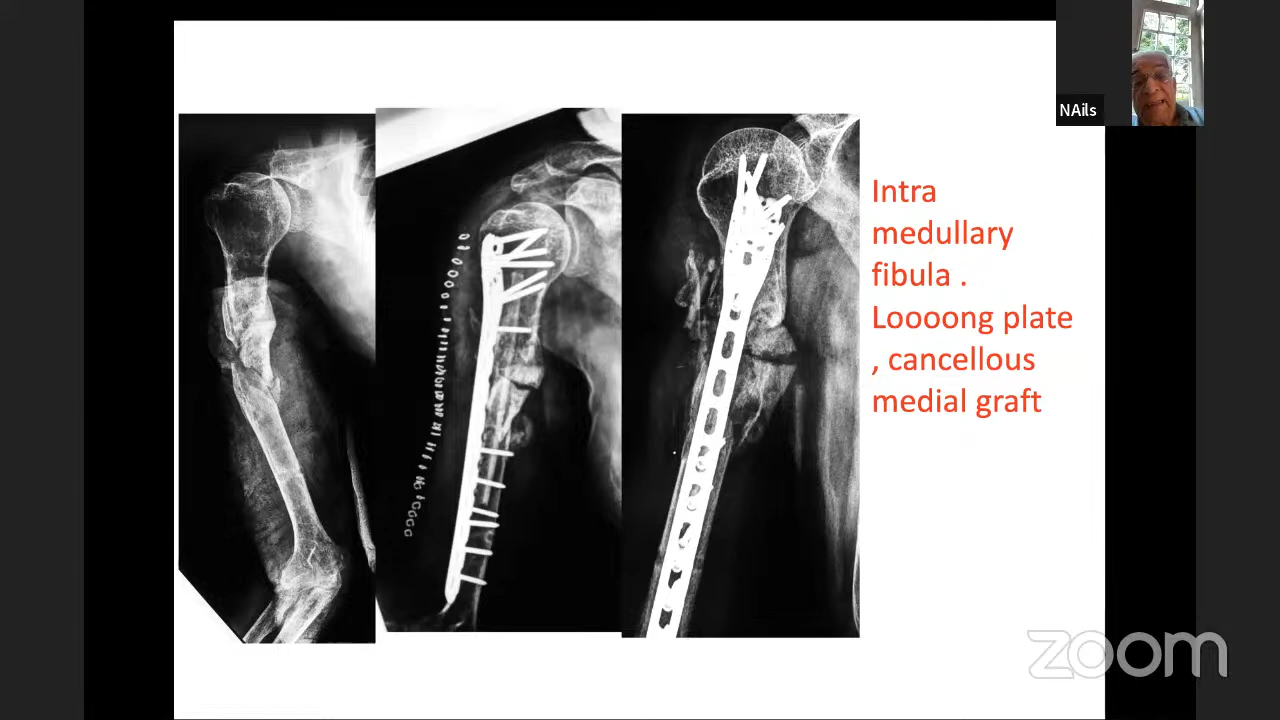 NAils
Intra
medullary
fibula .
Loooong plate
, cancellous
medial graft
zoom